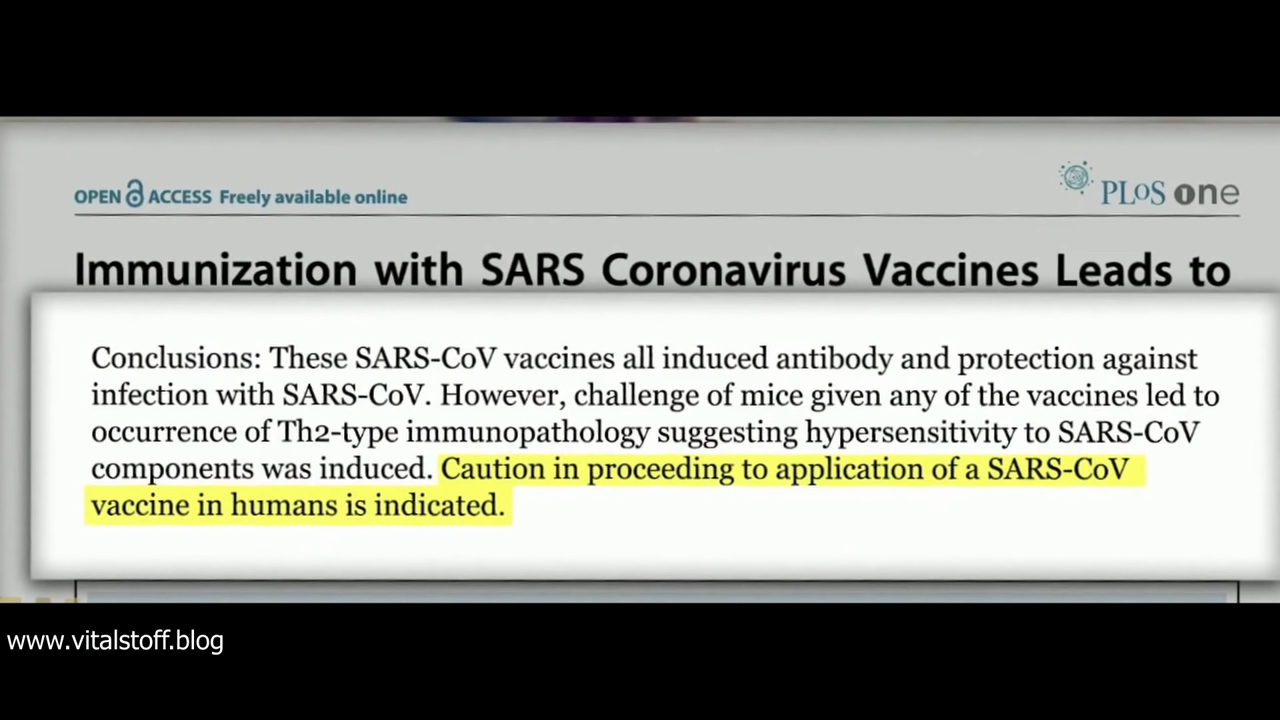 OPEN ACCESS Freely available online
PLoS one
Immunization with SARS Coronavirus Vaccines Leads to
Conclusions: These SARS-CoV vaccines all induced antibody and protection against
infection with SARS-CoV. However, challenge of mice given any of the vaccines led to
occurrence of Th2-type immunopathology suggesting hypersensitivity to SARS-CoV
components was induced. Caution in proceeding to application of a SARS-CoV
vaccine in humans is indicated.
www.vitalstoff.blog